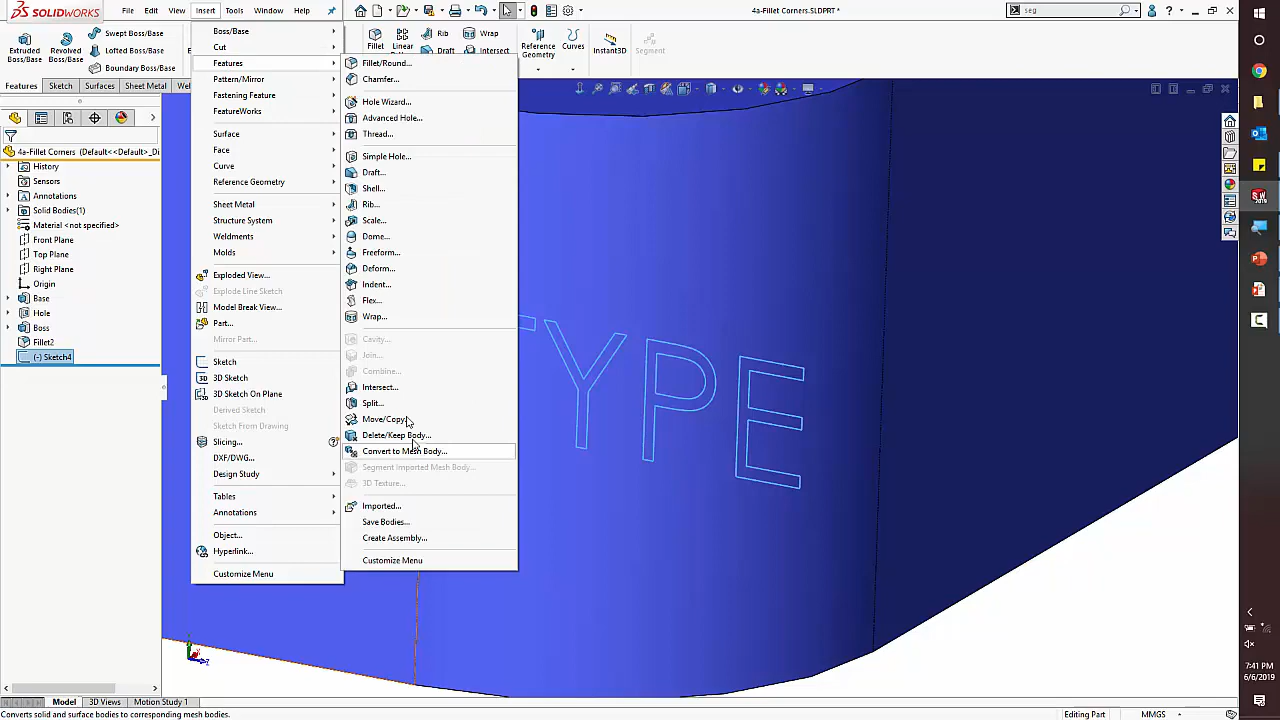 SOLIDWORKS File Edit View Insert Tools Window Help 4a-Fillet Corners.SLDPRT * seg
Extruded Boss/Base
Revolved Boss/Base
Swept Boss/Base
Lofted Boss/Base
Boundary Boss/Base
Fillet
Linear
Rib
Draft
Wrap
Intersect
Reference Geometry
Curves
Instant3D
Segment
Features Sketch Surfaces Sheet Metal
4a-Fillet Corners (Default<<Default>_Di
History
Sensors
Annotations
Solid Bodies(1)
Material <not specified>
Front Plane
Top Plane
Right Plane
Origin
Base
Hole
Boss
Fillet2
(-) Sketch4
Boss/Base
Cut
Features
Pattern/Mirror
Fastening Feature
FeatureWorks
Surface
Face
Curve
Reference Geometry
Sheet Metal
Structure System
Weldments
Molds
Exploded View...
Explode Line Sketch
Model Break View...
Part...
Mirror Part...
Sketch
3D Sketch
3D Sketch On Plane
Derived Sketch
Sketch From Drawing
Slicing...
DXF/DWG...
Design Study
Tables
Annotations
Object...
Hyperlink...
Customize Menu
Fillet/Round...
Chamfer...
Hole Wizard...
Advanced Hole...
Thread...
Simple Hole...
Draft...
Shell...
Rib...
Scale...
Dome...
Freeform...
Deform...
Indent...
Flex...
Wrap...
Cavity...
Join...
Combine...
Intersect...
Split...
Move/Copy
Delete/Keep Body...
Convert to Mesh Body...
Segment Imported Mesh Body...
3D Texture...
Imported...
Save Bodies...
Create Assembly...
Customize Menu
TYPE
Model 3D Views Motion Study 1
Converts solid and surface bodies to corresponding mesh bodies. Editing Part MMGS
7:41 PM
6/6/2019